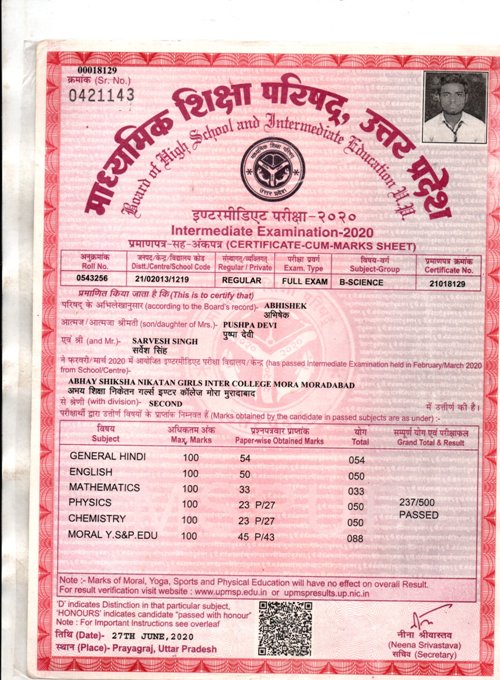 00018129
क्रमांक (Sr. No.)
0421143
माध्यमिक शिक्षा परिषद्, उत्तर प्रदेश
Board of High School and Intermediate Education U.P.
इण्टरमीडिएट परीक्षा-२०२०
Intermediate Examination-2020
प्रमाणपत्र-सह-अंकपत्र (CERTIFICATE-CUM-MARKS SHEET)
अनुक्रमांक जनपद/केन्द्र/विद्यालय कोड संस्थागत/व्यक्तिगत परीक्षा प्रवर्ग विषय-वर्ग प्रमाणपत्र क्रमांक
Roll No. Distt./Centre/School Code Regular / Private Exam. Type Subject-Group Certificate No.
0543256 21/02013/1219 REGULAR FULL EXAM B-SCIENCE 21018129
प्रमाणित किया जाता है कि (This is to certify that)
परिषद् के अभिलेखानुसार (according to the Board's record)- ABHISHEK
अभिषेक
आत्मज / आत्मजा श्रीमती (son/daughter of Mrs.)- PUSHPA DEVI
पुष्पा देवी
एवं श्री (and Mr.)- SARVESH SINGH
सर्वेश सिंह
ने फरवरी/मार्च 2020 में आयोजित इण्टरमीडिएट परीक्षा विद्यालय/केन्द्र (has passed Intermediate Examination held in February/March 2020
from School/Centre)-
ABHAY SHIKSHA NIKATAN GIRLS INTER COLLEGE MORA MORADABAD
अभय शिक्षा निकेतन गर्ल्स इण्टर कॉलेज मोरा मुरादाबाद
से श्रेणी (with division)- SECOND में उत्तीर्ण की है।
परीक्षार्थी द्वारा उत्तीर्ण विषयों के प्राप्तांक निम्नवत हैं (Marks obtained by the candidate in passed subjects are as under) :-
विषय अधिकतम अंक प्रश्नपत्रवार प्राप्तांक योग सम्पूर्ण योग एवं परीक्षाफल
Subject Max. Marks Paper-wise Obtained Marks Total Grand Total & Result
GENERAL HINDI 100 54 054
ENGLISH 100 50 050
MATHEMATICS 100 33 033
PHYSICS 100 23 P/27 050 237/500
CHEMISTRY 100 23 P/27 050 PASSED
MORAL Y.S&P.EDU 100 45 P/43 088
Note :- Marks of Moral, Yoga, Sports and Physical Education will have no effect on overall Result.
For result verification website : www.upmsp.edu.in or upmspresults.up.nic.in
'D' indicates Distinction in that particular subject,
'HONOURS' indicates candidate "passed with honour"
Note : For Important Instructions see overleaf
तिथि (Date)- 27TH JUNE,2020
स्थान (Place)- Prayagraj, Uttar Pradesh
नीना श्रीवास्तव
(Neena Srivastava)
सचिव (Secretary)